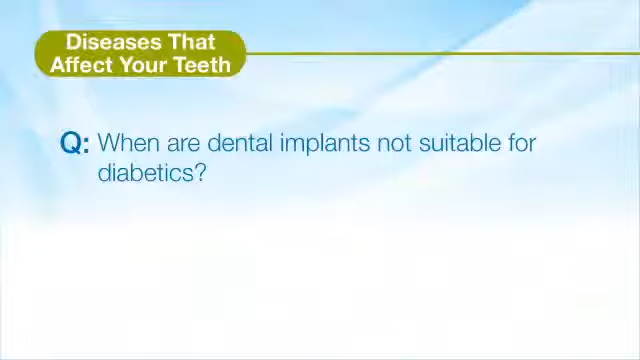 Diseases That
Affect Your Teeth
Q: When are dental implants not suitable for
diabetics?